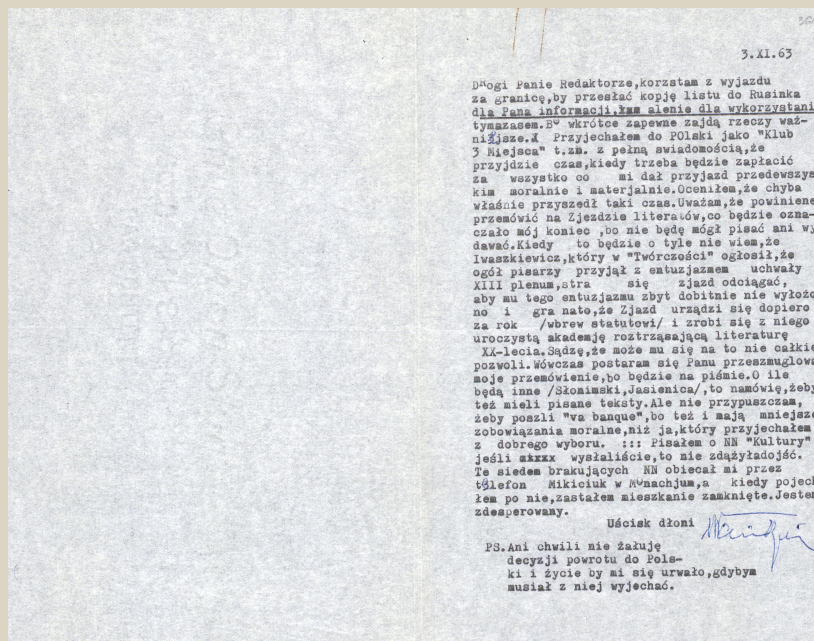 3.XI.63
Drogi Panie Redaktorze,korzstam z wyjazdu
za granicę,by przesłać kopję listu do Rusinka
dla Pana informacji,xxx alenie dla wykorzystani
tymazasem.Bo wkrótce zapewne zajdą rzeczy waż-
niejsze.X Przyjechałem do POlski jako "Klub
3 Miejsca" t.zm. z pełną swiadomością,że
przyjdzie czas,kiedy trzeba będzie zapłacić
za wszystko co mi dał przyjazd przedewszys
kim moralnie i materjalnie.Oceniłem,że chyba
właśnie przyszedł taki czas.Uważam,że powiniene
przemówić na Zjeździe literatów,co będzie ozna-
czało mój koniec ,bo nie będę mógł pisać ani wy
dawać.Kiedy to będzie o tyle nie wiem,że
Iwaszkiewicz,który w "Twórczości" ogłosił,że
ogół pisarzy przyjął z entuzjazmem uchwały
XIII plenum,stra się zjazd odciągać,
aby mu tego entuzjazmu zbyt dobitnie nie wyłożo
no i gra nato,że Zjazd urządzi się dopiero
za rok /wbrew statutowi/ i zrobi się z niego
uroczystą akademję roztrząsającą literaturę
XX-lecia.Sądzę,że może mu się na to nie całkie
pozwoli.Wówczas postaram się Panu przeszmuglowa
moje przemówienie,bo będzie na piśmie.O ile
będą inne /Słonimski,Jasienica/,to namówię,żeby
też mieli pisane teksty.Ale nie przypuszczam,
żeby poszli "va banque",bo też i mają mniejsze
zobowiązania moralne,niż ja,który przyjechałem
z dobrego wyboru. ::: Pisałem o NN "Kultury"
jeśli wysłaliście,to nie zdążyładojść.
Te siedem brakujących NN obiecał mi przez
telefon Mikiciuk w Monachjum,a kiedy pojech
łem po nie,zastałem mieszkanie zamknięte.Jestem
zdesperowany.
Uścisk dłoni
PS.Ani chwili nie żałuję
decyzji powrotu do Pols-
ki i życie by mi się urwało,gdybym
musiał z niej wyjechać.